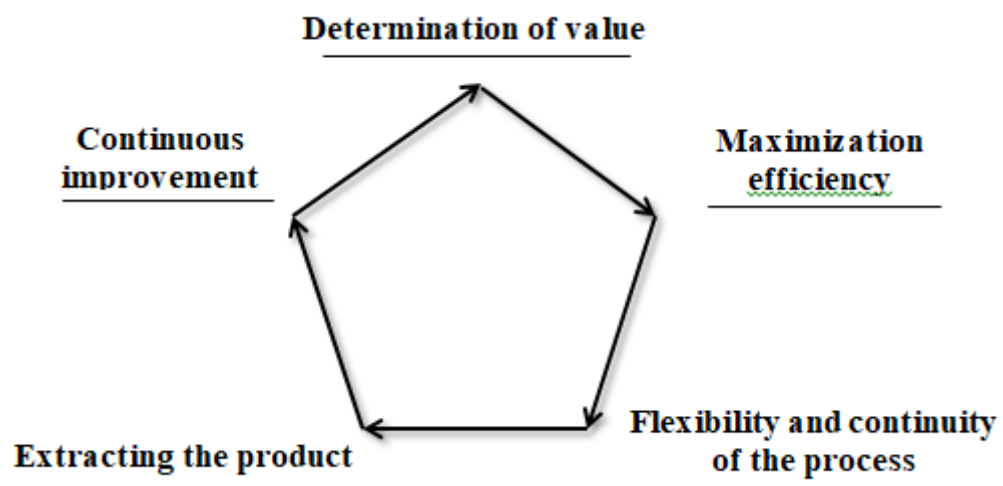 Determination of value
Continuous
improvement
Maximization
efficiency
Flexibility and continuity
of the process
Extracting the product